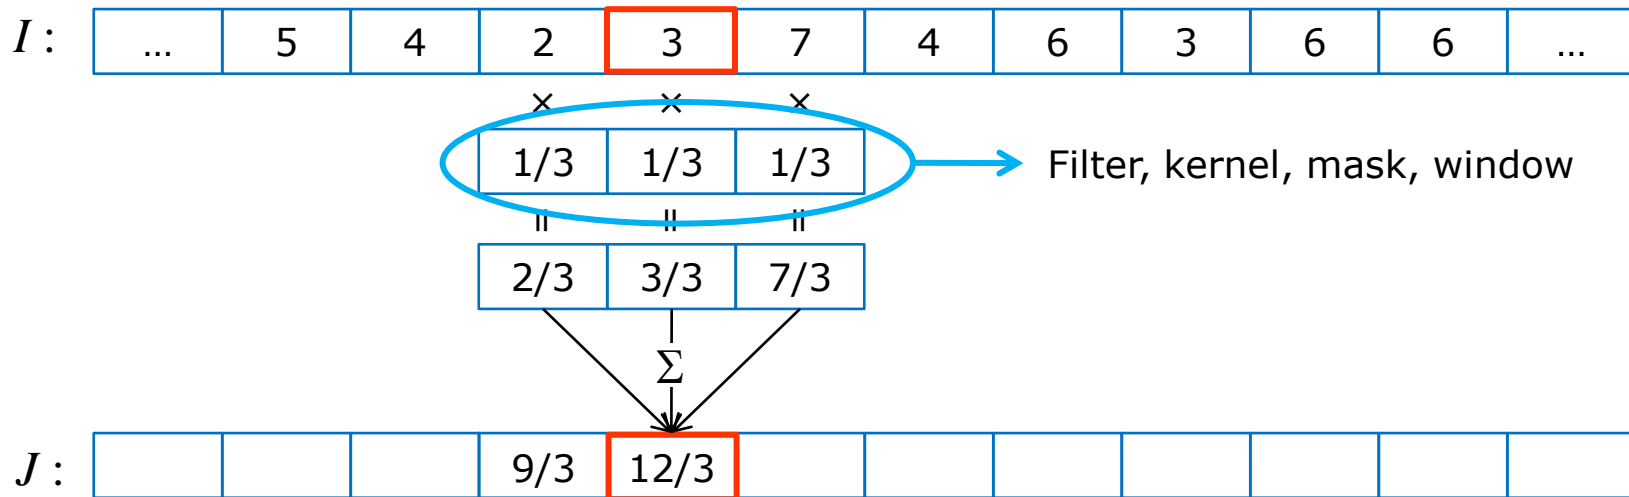 I : ... 5 4 2 3 7 4 6 3 6 6 ...
× × ×
1/3 1/3 1/3 Filter, kernel, mask, window
= = =
2/3 3/3 7/3
Σ
J : 9/3 12/3